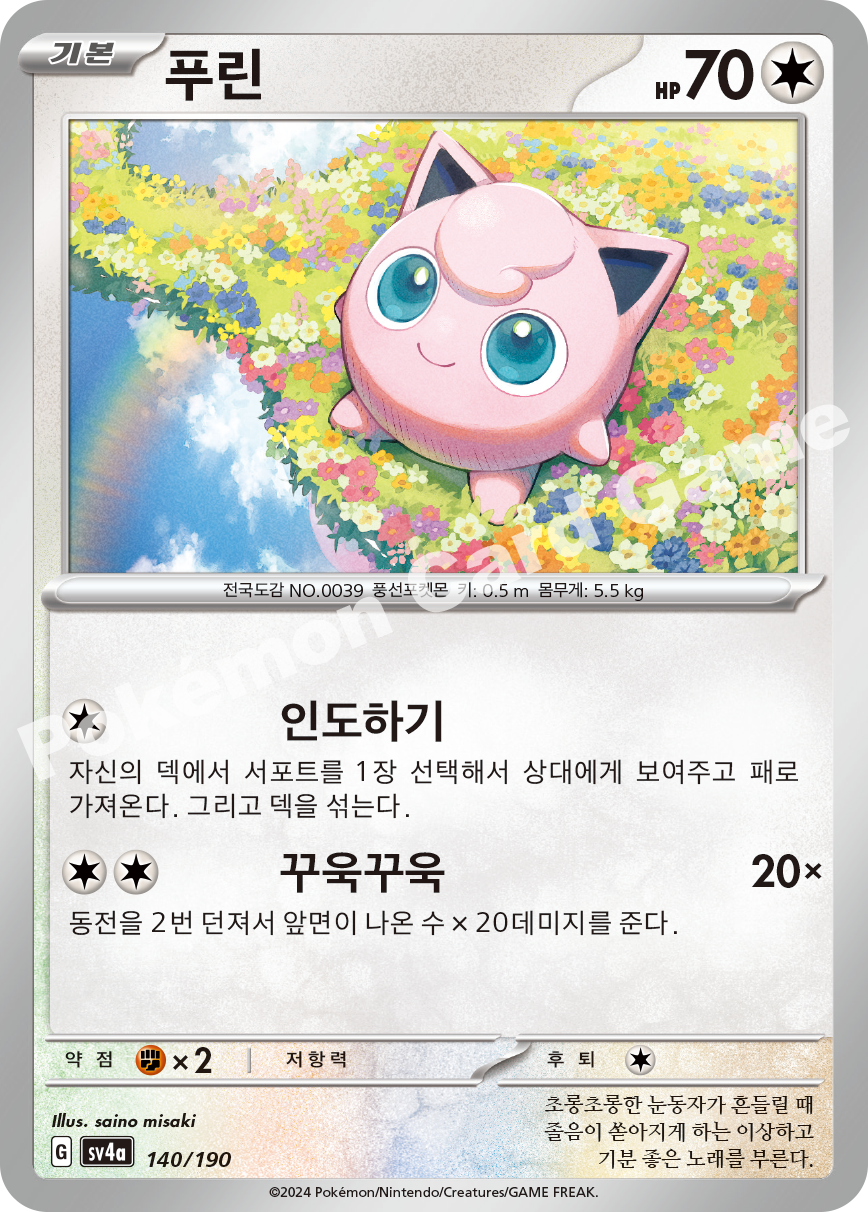 기본
푸린
HP 70
전국도감 NO.0039 풍선포켓몬 키: 0.5 m 몸무게: 5.5 kg
인도하기
자신의 덱에서 서포트를 1장 선택해서 상대에게 보여주고 패로
가져온다. 그리고 덱을 섞는다.
꾸욱꾸욱 20×
동전을 2번 던져서 앞면이 나온 수 × 20데미지를 준다.
약점 ×2 저항력 후퇴
초롱초롱한 눈동자가 흔들릴 때
졸음이 쏟아지게 하는 이상하고
기분 좋은 노래를 부른다.
Illus. saino misaki
G sv4a 140/190
©2024 Pokémon/Nintendo/Creatures/GAME FREAK.
Pokémon Card Game